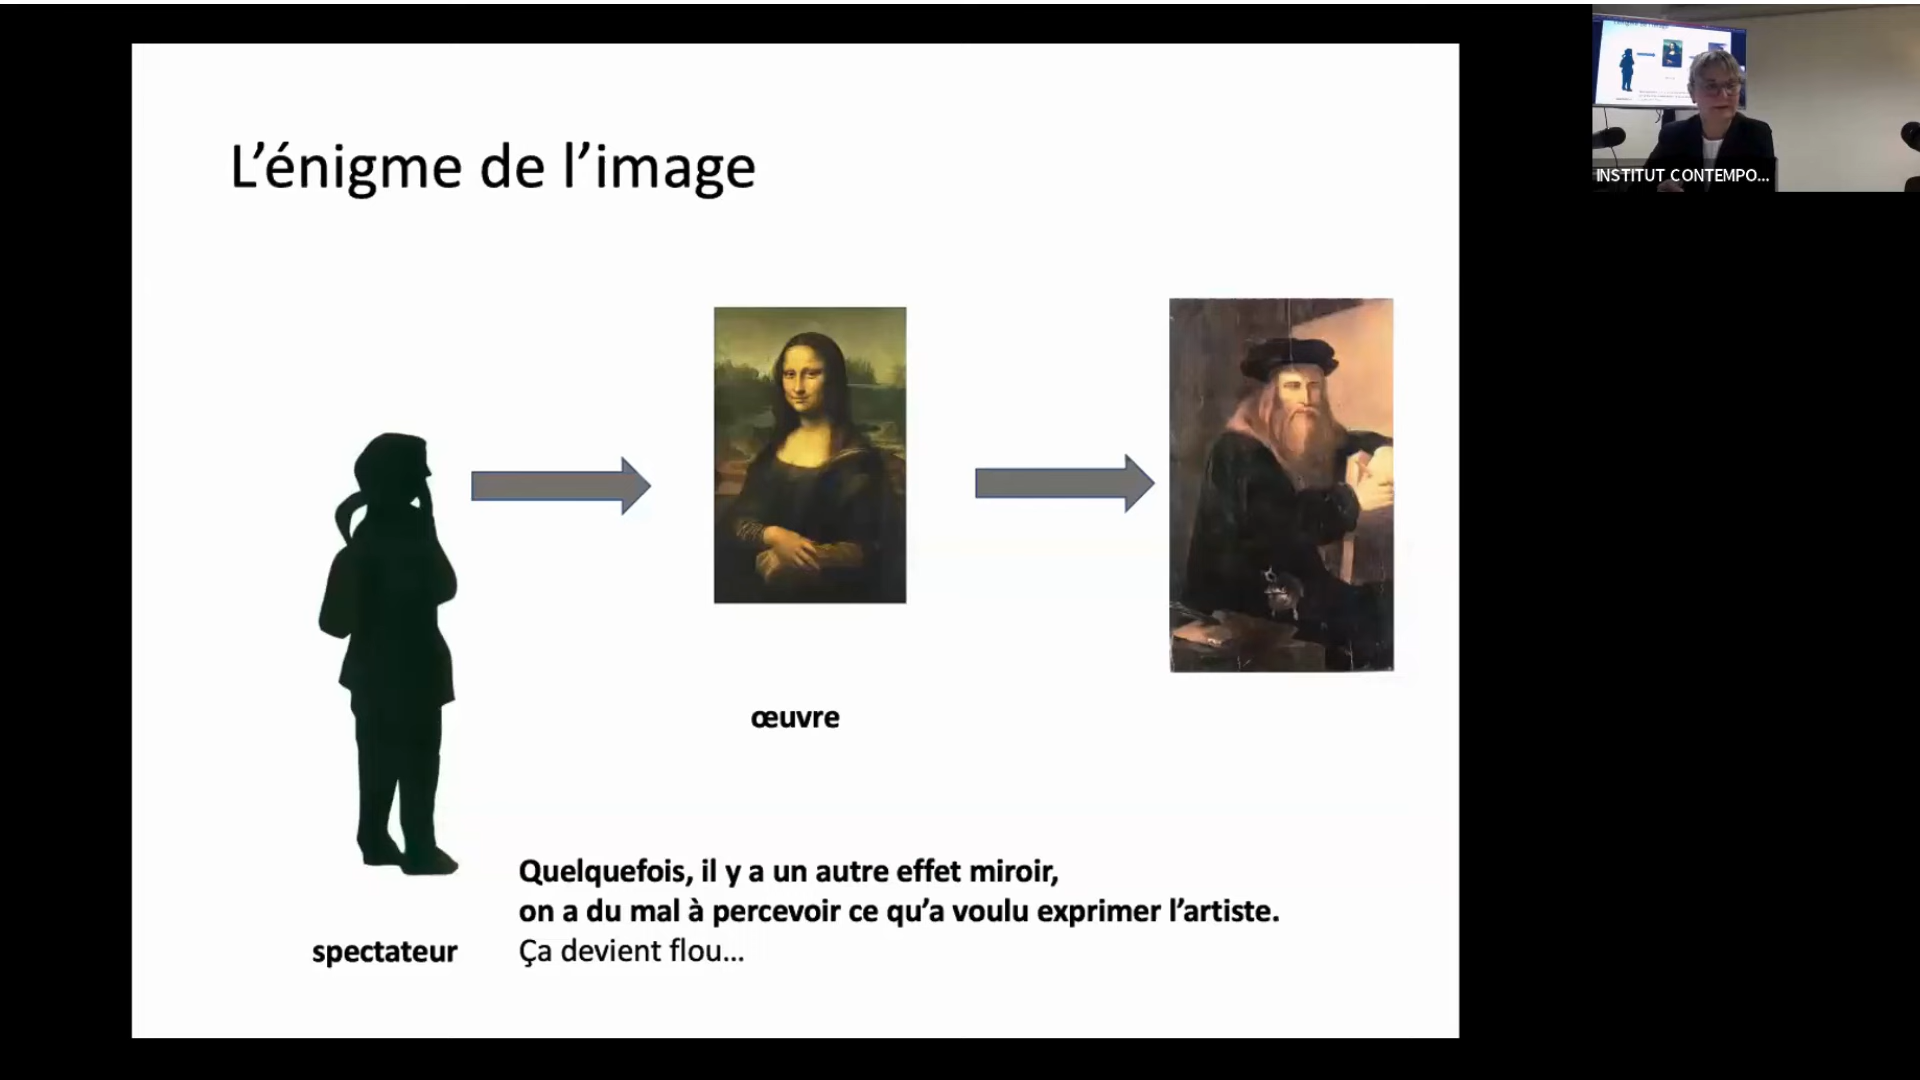 L’énigme de l’image
INSTITUT CONTEMPO...
œuvre
Quelquefois, il y a un autre effet miroir,
on a du mal à percevoir ce qu’a voulu exprimer l’artiste.
Ça devient flou...
spectateur